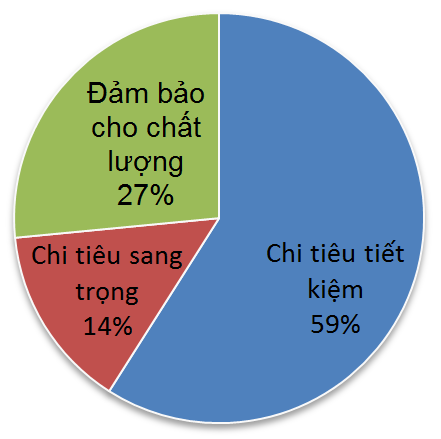 Đảm bảo
cho chất
lượng
27%
Chi tiêu sang
trọng
14%
Chi tiêu tiết
kiệm
59%